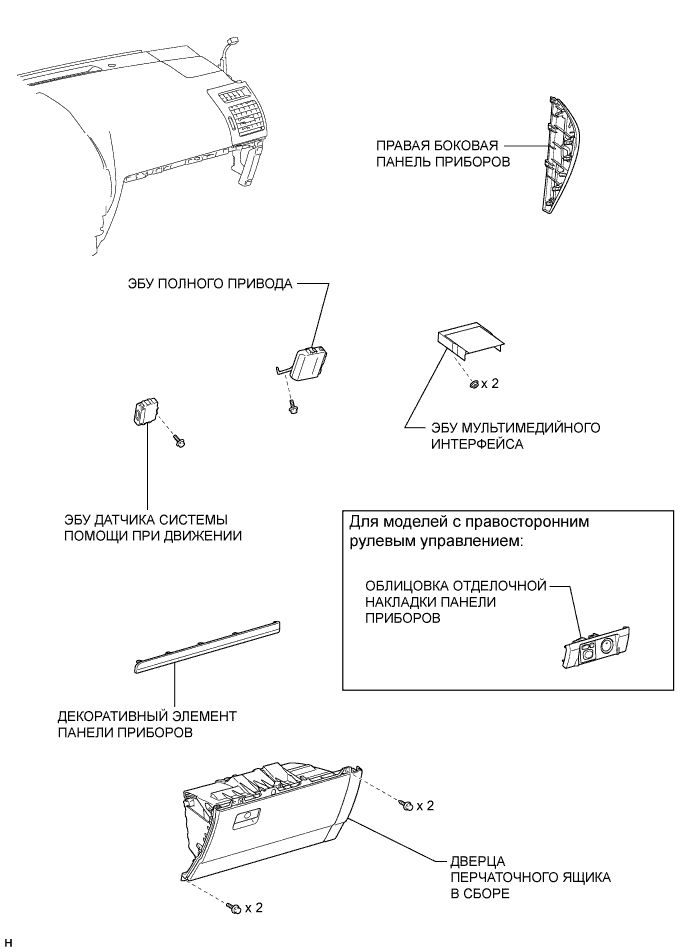 ПРАВАЯ БОКОВАЯ
ПАНЕЛЬ ПРИБОРОВ
ЭБУ ПОЛНОГО ПРИВОДА
x 2
ЭБУ МУЛЬТИМЕДИЙНОГО
ИНТЕРФЕЙСА
ЭБУ ДАТЧИКА СИСТЕМЫ
ПОМОЩИ ПРИ ДВИЖЕНИИ
Для моделей с правосторонним
рулевым управлением:
ОБЛИЦОВКА ОТДЕЛОЧНОЙ
НАКЛАДКИ ПАНЕЛИ
ПРИБОРОВ
ДЕКОРАТИВНЫЙ ЭЛЕМЕНТ
ПАНЕЛИ ПРИБОРОВ
x 2
ДВЕРЦА
ПЕРЧАТОЧНОГО ЯЩИКА
В СБОРЕ
x 2
H